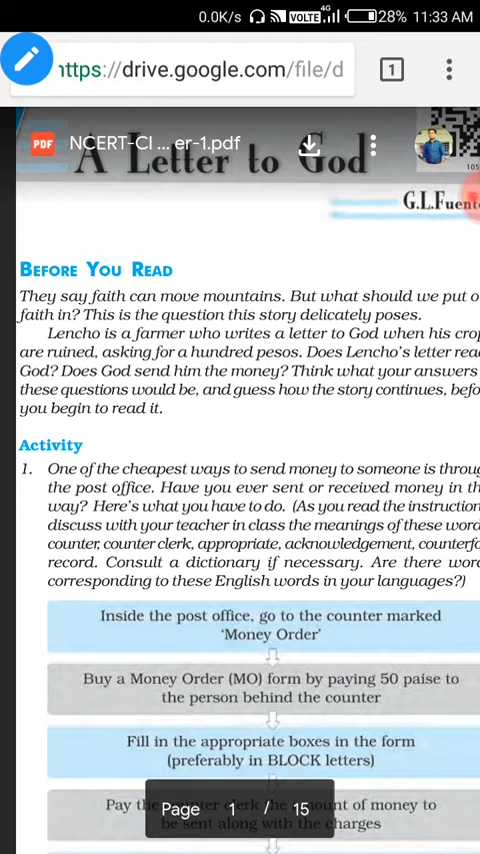 0.0K/s VOLTE 4G 28% 11:33 AM
https://drive.google.com/file/d
1
PDF NCERT-Cl ... er-1.pdf
A Letter to God
105
G.L.Fuent
BEFORE YOU READ
They say faith can move mountains. But what should we put o
faith in? This is the question this story delicately poses.
Lencho is a farmer who writes a letter to God when his crop
are ruined, asking for a hundred pesos. Does Lencho's letter rea
God? Does God send him the money? Think what your answers
these questions would be, and guess how the story continues, befo
you begin to read it.
Activity
1. One of the cheapest ways to send money to someone is throug
the post office. Have you ever sent or received money in th
way? Here's what you have to do. (As you read the instruction
discuss with your teacher in class the meanings of these word
counter, counter clerk, appropriate, acknowledgement, counterfo
record. Consult a dictionary if necessary. Are there word
corresponding to these English words in your languages?)
Inside the post office, go to the counter marked
'Money Order'
Buy a Money Order (MO) form by paying 50 paise to
the person behind the counter
Fill in the appropriate boxes in the form
(preferably in BLOCK letters)
Pay the counter clerk the amount of money to
be sent along with the charges
Page 1 / 15